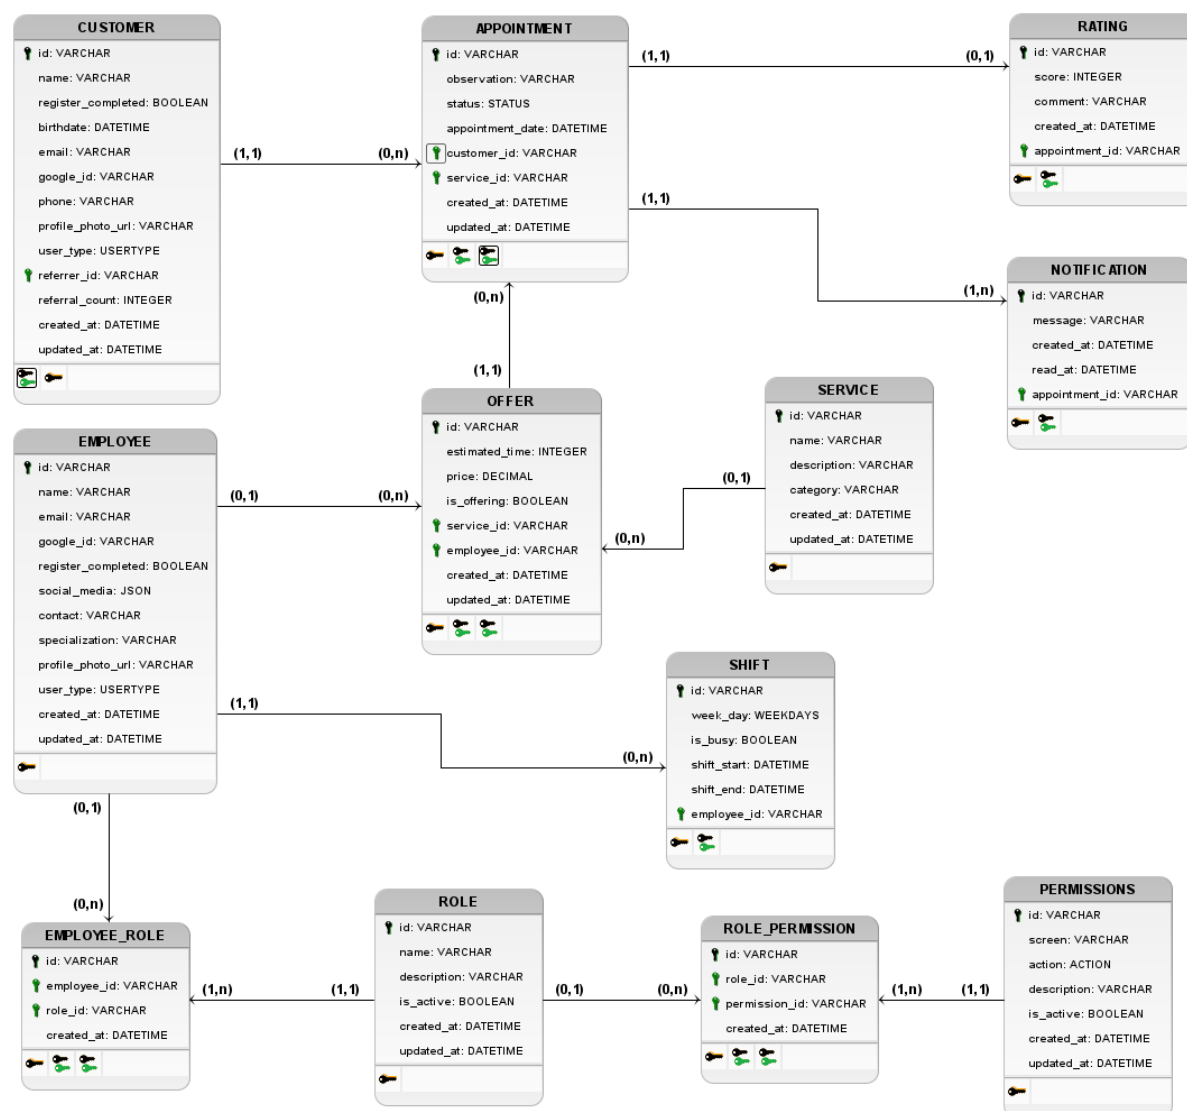 CUSTOMER
id: VARCHAR
name: VARCHAR
register_completed: BOOLEAN
birthdate: DATETIME
email: VARCHAR
google_id: VARCHAR
phone: VARCHAR
profile_photo_url: VARCHAR
user_type: USERTYPE
referrer_id: VARCHAR
referral_count: INTEGER
created_at: DATETIME
updated_at: DATETIME
(1,1)
(0,n)
APPOINTMENT
id: VARCHAR
observation: VARCHAR
status: STATUS
appointment_date: DATETIME
customer_id: VARCHAR
service_id: VARCHAR
created_at: DATETIME
updated_at: DATETIME
(1,1)
(0,1)
RATING
id: VARCHAR
score: INTEGER
comment: VARCHAR
created_at: DATETIME
appointment_id: VARCHAR
(1,1)
(1,n)
NOTIFICATION
id: VARCHAR
message: VARCHAR
created_at: DATETIME
read_at: DATETIME
appointment_id: VARCHAR
(0,n)
(1,1)
OFFER
id: VARCHAR
estimated_time: INTEGER
price: DECIMAL
is_offering: BOOLEAN
service_id: VARCHAR
employee_id: VARCHAR
created_at: DATETIME
updated_at: DATETIME
SERVICE
id: VARCHAR
name: VARCHAR
description: VARCHAR
category: VARCHAR
created_at: DATETIME
updated_at: DATETIME
(0,1)
(0,n)
EMPLOYEE
id: VARCHAR
name: VARCHAR
email: VARCHAR
google_id: VARCHAR
register_completed: BOOLEAN
social_media: JSON
contact: VARCHAR
specialization: VARCHAR
profile_photo_url: VARCHAR
user_type: USERTYPE
created_at: DATETIME
updated_at: DATETIME
(0,1)
(0,n)
(1,1)
(0,n)
SHIFT
id: VARCHAR
week_day: WEEKDAYS
is_busy: BOOLEAN
shift_start: DATETIME
shift_end: DATETIME
employee_id: VARCHAR
(0,1)
(0,n)
EMPLOYEE_ROLE
id: VARCHAR
employee_id: VARCHAR
role_id: VARCHAR
created_at: DATETIME
(1,n)
(1,1)
ROLE
id: VARCHAR
name: VARCHAR
description: VARCHAR
is_active: BOOLEAN
created_at: DATETIME
updated_at: DATETIME
(0,1)
(0,n)
ROLE_PERMISSION
id: VARCHAR
role_id: VARCHAR
permission_id: VARCHAR
created_at: DATETIME
(1,n)
(1,1)
PERMISSIONS
id: VARCHAR
screen: VARCHAR
action: ACTION
description: VARCHAR
is_active: BOOLEAN
created_at: DATETIME
updated_at: DATETIME